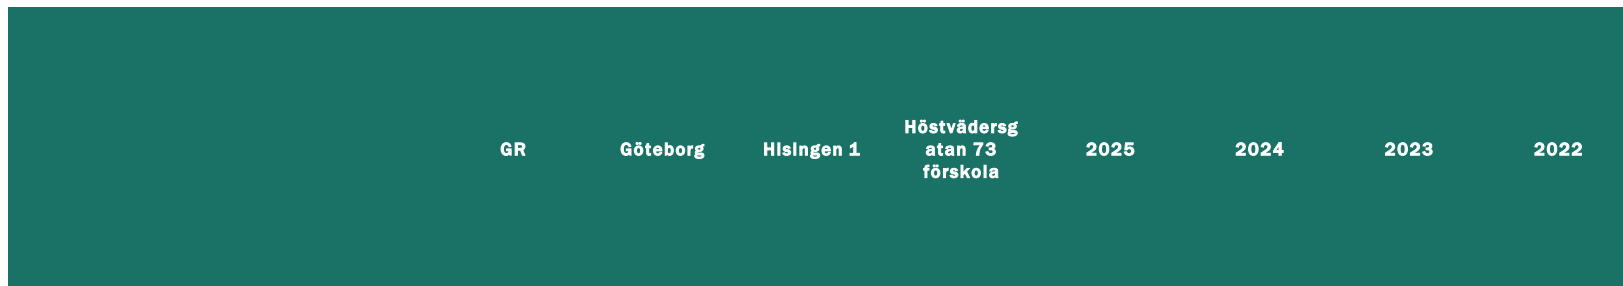 GR Göteborg Hisingen 1 Höstvädersg
atan 73
förskola 2025 2024 2023 2022